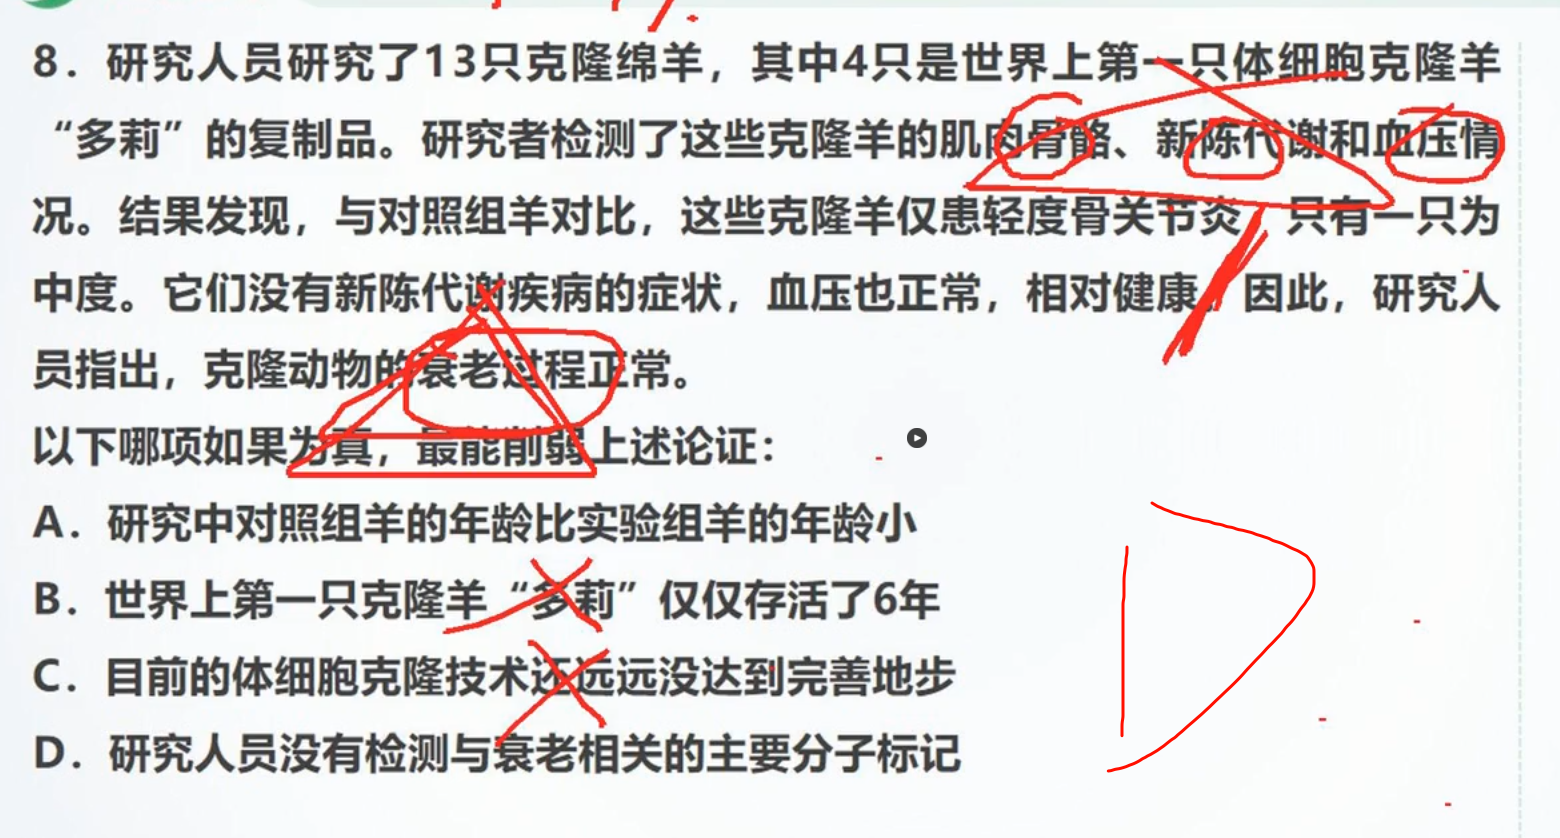 8. 研究人员研究了13只克隆绵羊，其中4只是世界上第一只体细胞克隆羊
“多莉”的复制品。研究者检测了这些克隆羊的肌肉骨骼、新陈代谢和血压情
况。结果发现，与对照组羊对比，这些克隆羊仅患轻度骨关节炎，只有一只为
中度。它们没有新陈代谢疾病的症状，血压也正常，相对健康。因此，研究人
员指出，克隆动物的衰老过程正常。
以下哪项如果为真，最能削弱上述论证：
A. 研究中对照组羊的年龄比实验组羊的年龄小
B. 世界上第一只克隆羊“多莉”仅仅存活了6年
C. 目前的体细胞克隆技术还远远没达到完善地步
D. 研究人员没有检测与衰老相关的主要分子标记
D